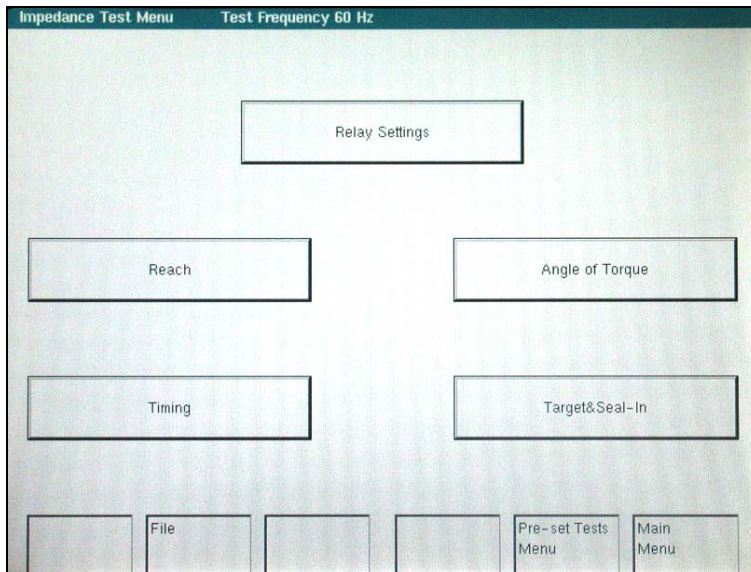 Impedance Test Menu Test Frequency 60 Hz
Relay Settings
Reach
Angle of Torque
Timing
Target&Seal-In
File
Pre-set Tests
Menu
Main
Menu